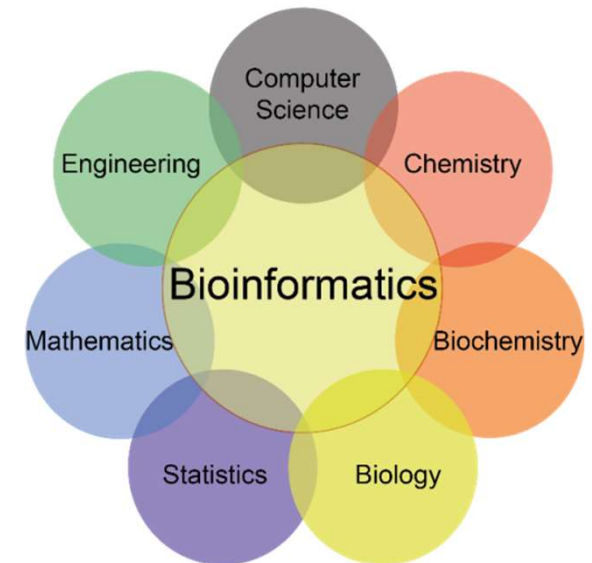 Computer
Science
Engineering
Chemistry
Bioinformatics
Mathematics
Biochemistry
Statistics
Biology